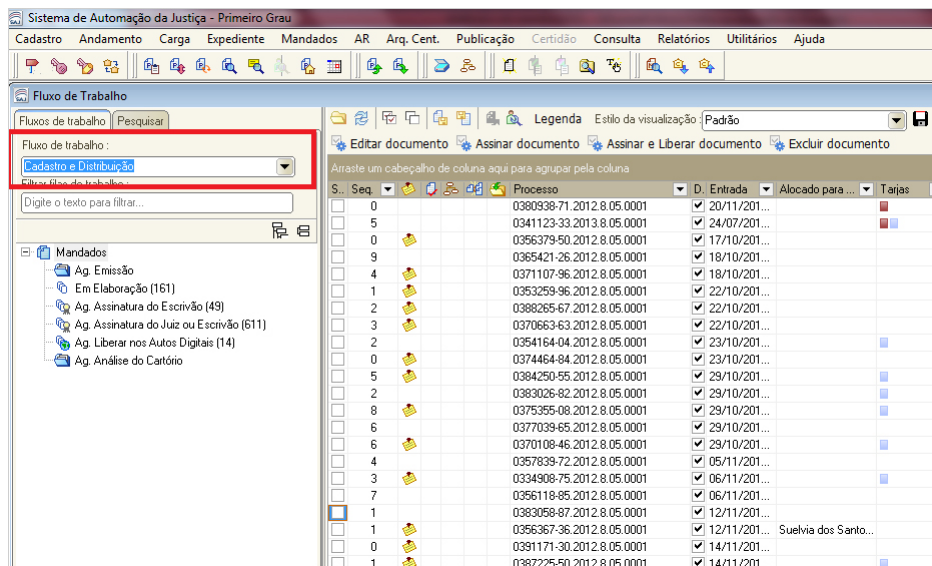 Sistema de Automação da Justiça - Primeiro Grau
Cadastro Andamento Carga Expediente Mandados AR Arq. Cent. Publicação Certidão Consulta Relatórios Utilitários Ajuda
Fluxo de Trabalho
Fluxos de trabalho Pesquisar
Legenda Estilo da visualização : Padrão
Fluxo de trabalho :
Editar documento Assinar documento Assinar e Liberar documento Excluir documento
Cadastro e Distribuição
Arraste um cabeçalho de coluna aqui para agrupar pela coluna
Filtrar filas de trabalho :
S.. Seq. Processo D. Entrada Alocado para ... Tarjas
Digite o texto para filtrar...
Mandados
Ag. Emissão
Em Elaboração (161)
Ag. Assinatura do Escrivão (49)
Ag. Assinatura do Juiz ou Escrivão (611)
Ag. Liberar nos Autos Digitais (14)
Ag. Análise do Cartório
0 0380938-71.2012.8.05.0001 20/11/201...
5 0341123-33.2013.8.05.0001 24/07/201...
0 0356379-50.2012.8.05.0001 17/10/201...
9 0365421-26.2012.8.05.0001 18/10/201...
4 0371107-96.2012.8.05.0001 18/10/201...
1 0353259-96.2012.8.05.0001 22/10/201...
2 0388265-67.2012.8.05.0001 22/10/201...
3 0370663-63.2012.8.05.0001 22/10/201...
2 0354164-04.2012.8.05.0001 23/10/201...
0 0374464-84.2012.8.05.0001 23/10/201...
5 0384250-55.2012.8.05.0001 29/10/201...
2 0383026-82.2012.8.05.0001 29/10/201...
8 0375355-08.2012.8.05.0001 29/10/201...
6 0377039-65.2012.8.05.0001 29/10/201...
6 0370108-46.2012.8.05.0001 29/10/201...
4 0357839-72.2012.8.05.0001 05/11/201...
3 0334908-75.2012.8.05.0001 06/11/201...
7 0356118-85.2012.8.05.0001 06/11/201...
1 0383058-87.2012.8.05.0001 12/11/201...
1 0356367-36.2012.8.05.0001 12/11/201... Suelvia dos Santo...
0 0391171-30.2012.8.05.0001 14/11/201...
1 0387225-50.2012.8.05.0001 14/11/201...